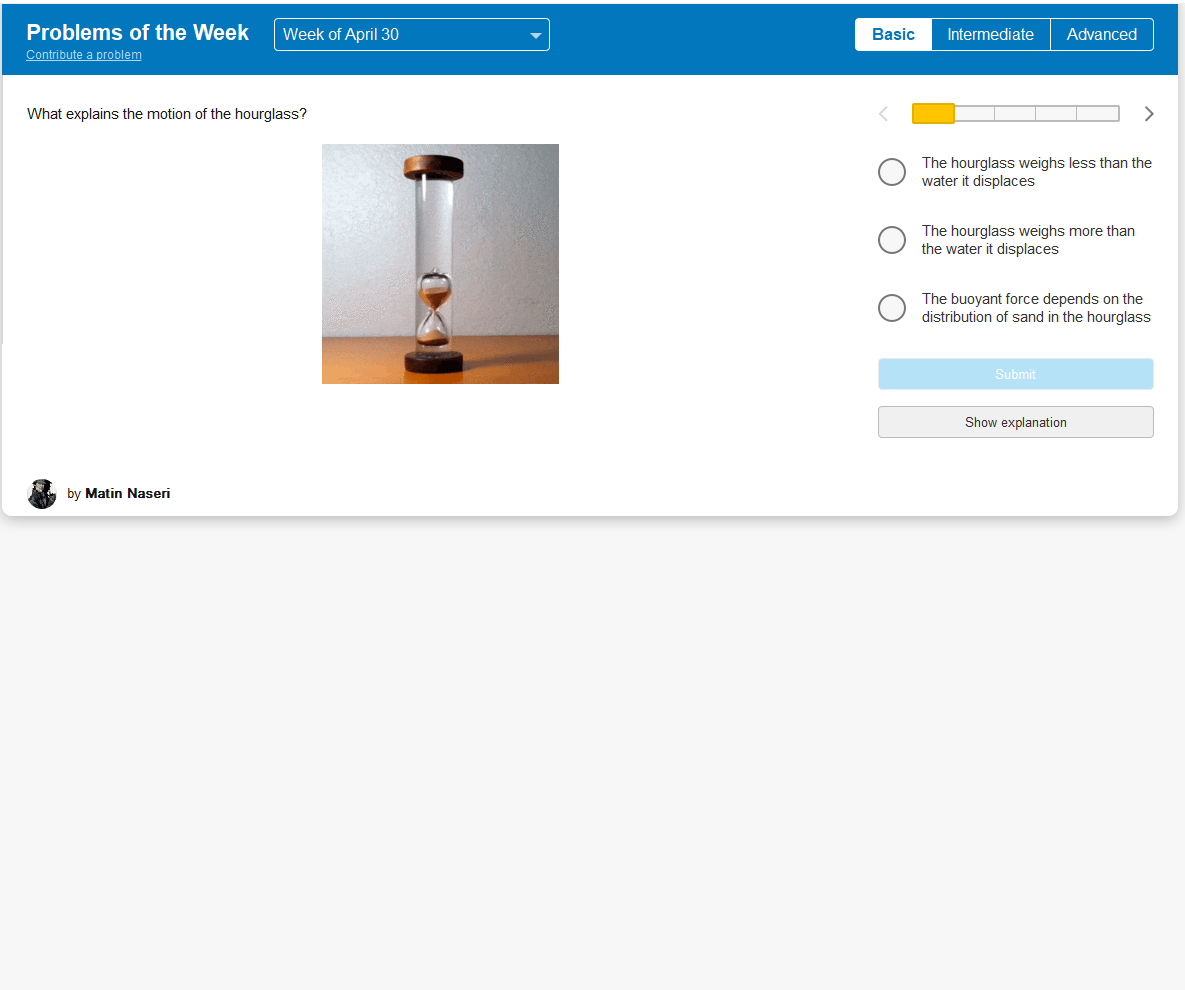 Problems of the Week
Contribute a problem
Week of April 30
Basic
Intermediate
Advanced
What explains the motion of the hourglass?
The hourglass weighs less than the
water it displaces
The hourglass weighs more than
the water it displaces
The buoyant force depends on the
distribution of sand in the hourglass
Submit
Show explanation
by Matin Naseri